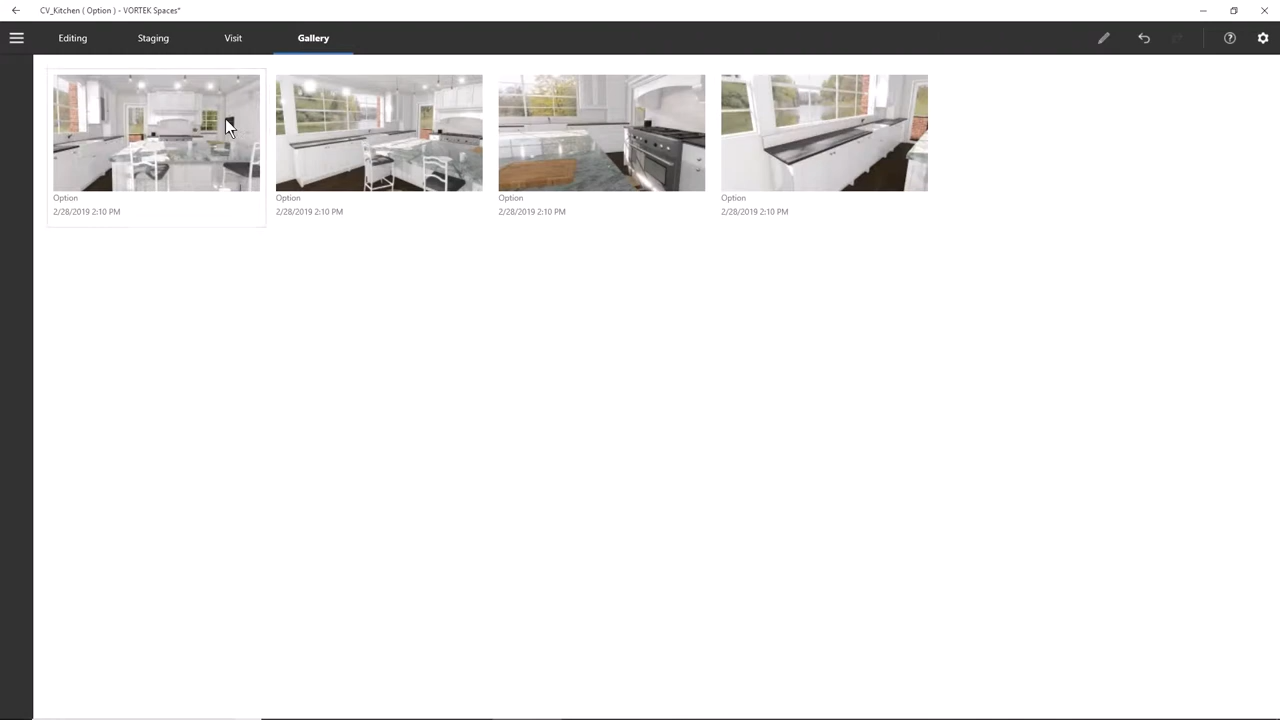 CV_Kitchen ( Option ) - VORTEK Spaces*
Editing Staging Visit Gallery
Option Option Option Option
2/28/2019 2:10 PM 2/28/2019 2:10 PM 2/28/2019 2:10 PM 2/28/2019 2:10 PM